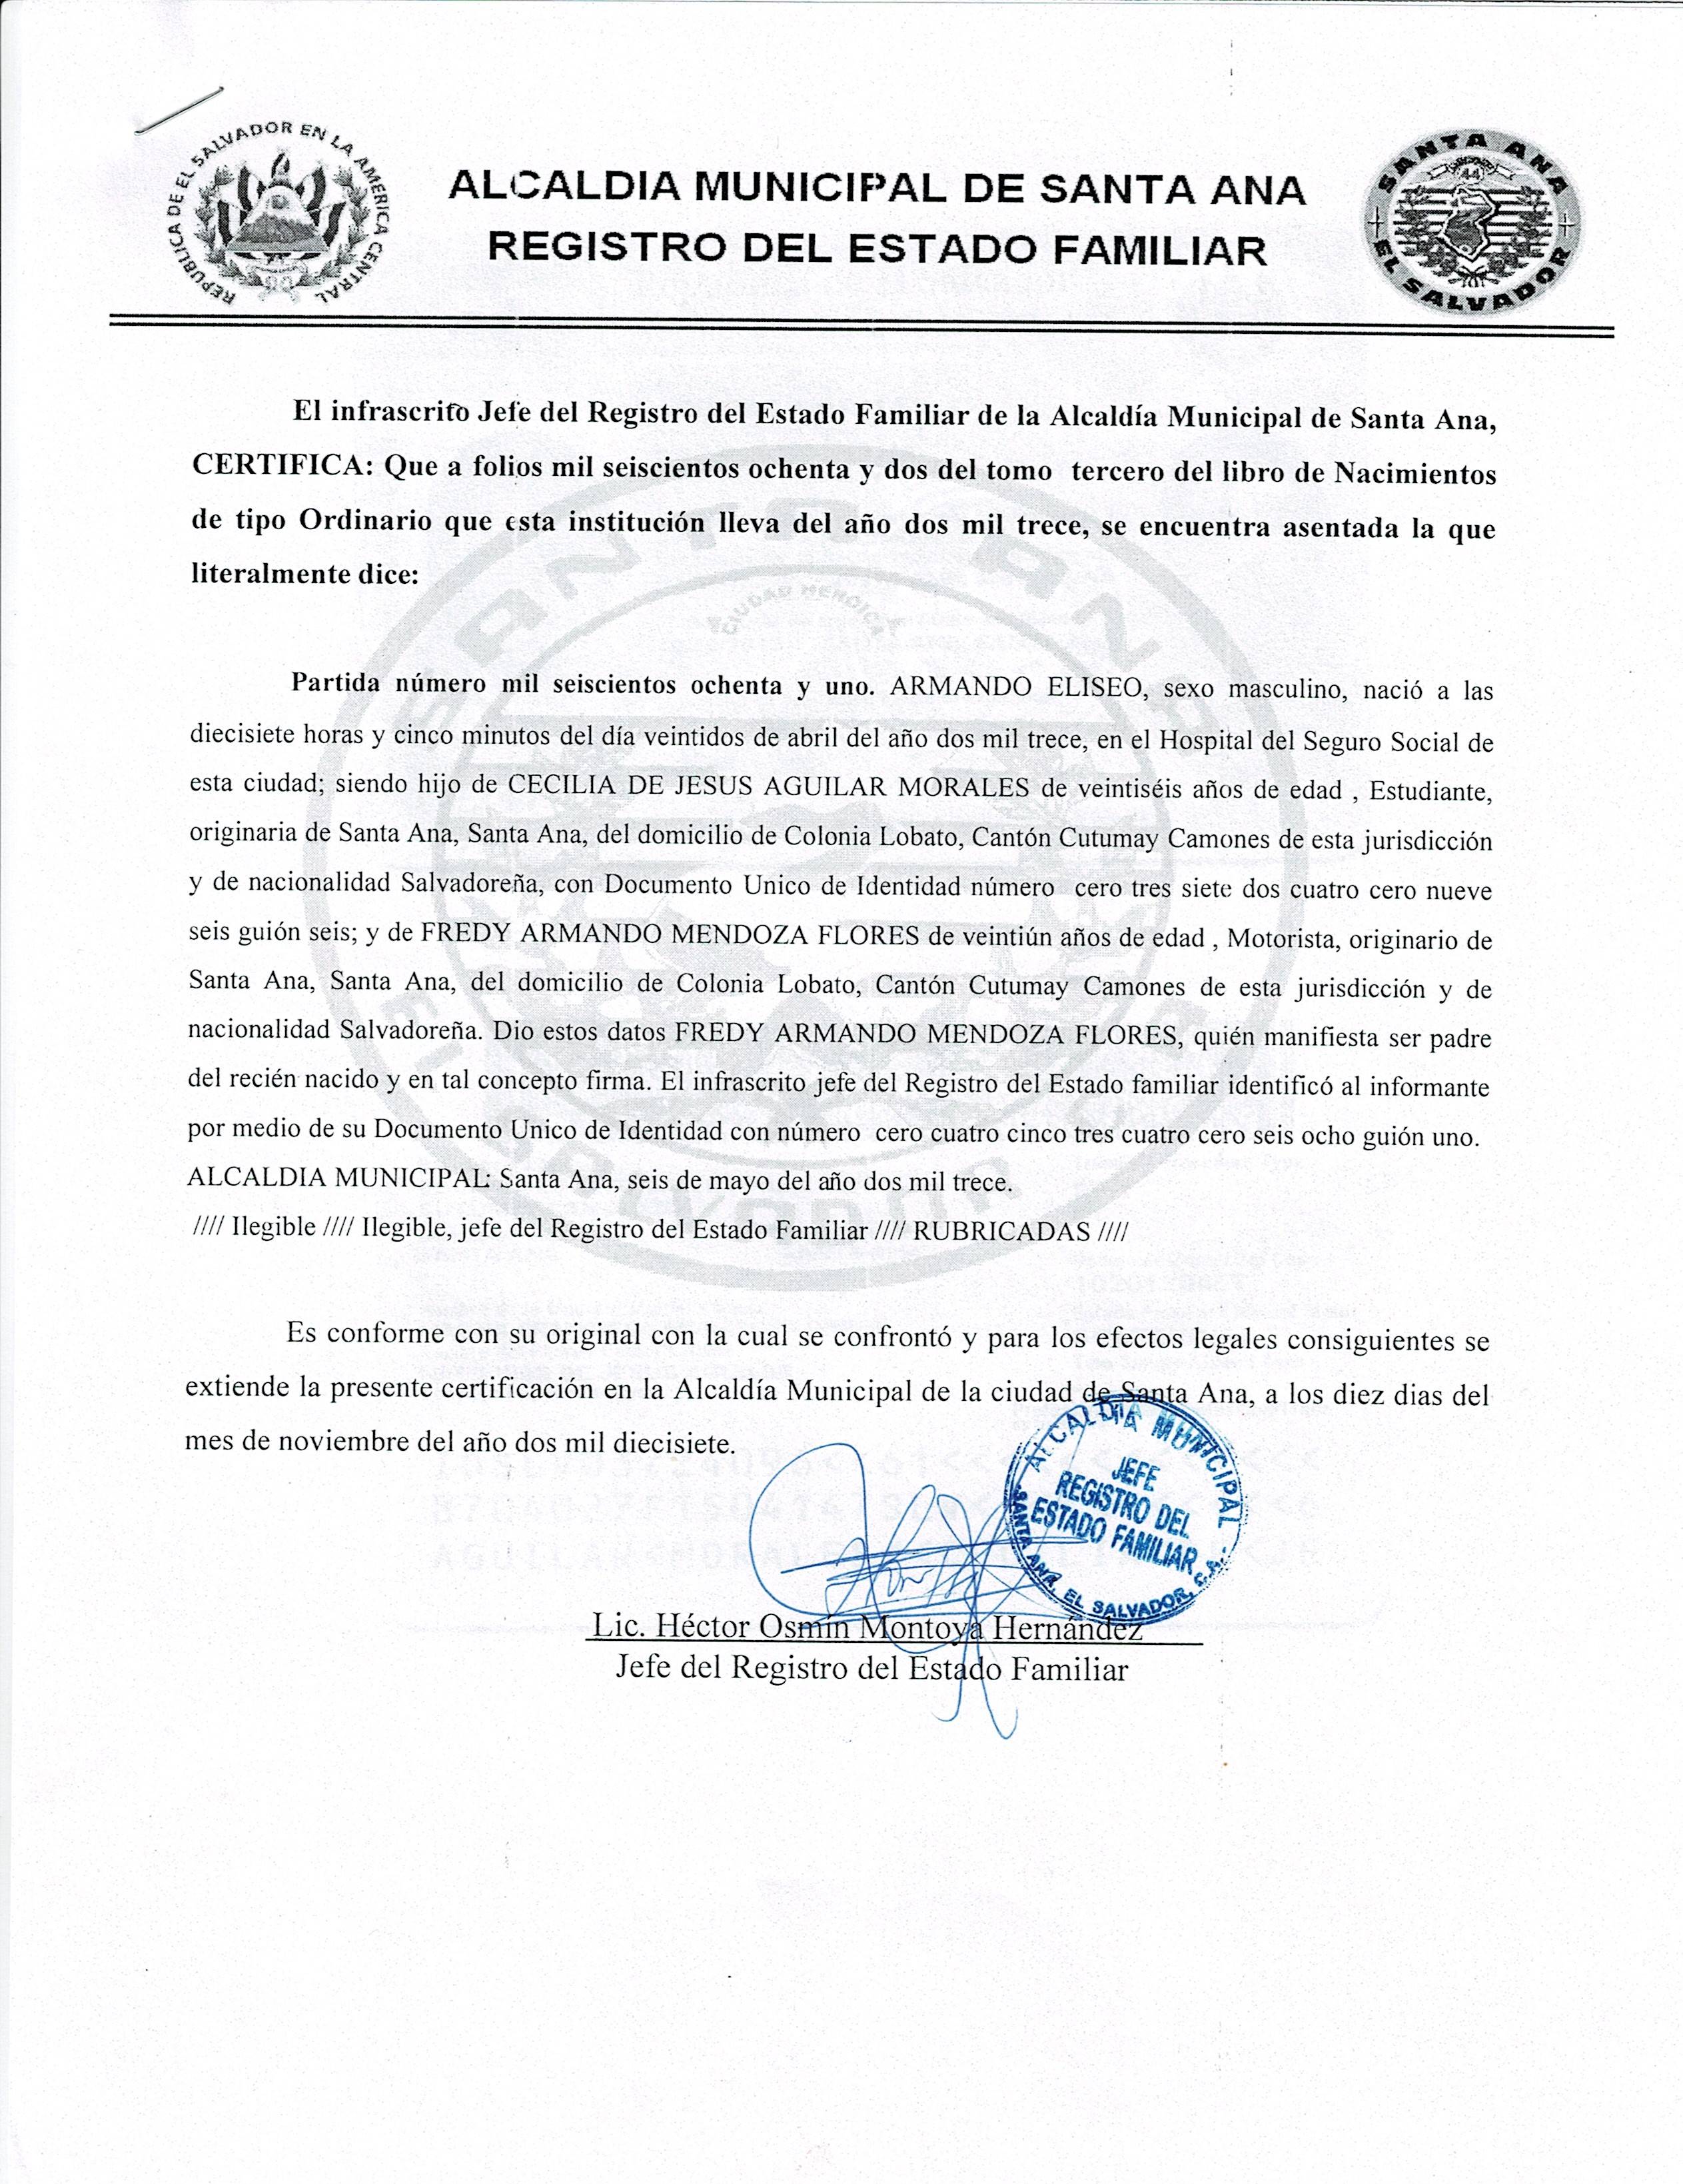 REPUBLICA DE EL SALVADOR EN LA AMERICA CENTRAL
ALCALDIA MUNICIPAL DE SANTA ANA
REGISTRO DEL ESTADO FAMILIAR
SANTA ANA
44
EL SALVADOR
El infrascrito Jefe del Registro del Estado Familiar de la Alcaldía Municipal de Santa Ana,
CERTIFICA: Que a folios mil seiscientos ochenta y dos del tomo tercero del libro de Nacimientos
de tipo Ordinario que esta institución lleva del año dos mil trece, se encuentra asentada la que
literalmente dice:
SANTA ANA
CIUDAD HEROICA
EL SALVADOR
Partida número mil seiscientos ochenta y uno. ARMANDO ELISEO, sexo masculino, nació a las
diecisiete horas y cinco minutos del día veintidos de abril del año dos mil trece, en el Hospital del Seguro Social de
esta ciudad; siendo hijo de CECILIA DE JESUS AGUILAR MORALES de veintiséis años de edad , Estudiante,
originaria de Santa Ana, Santa Ana, del domicilio de Colonia Lobato, Cantón Cutumay Camones de esta jurisdicción
y de nacionalidad Salvadoreña, con Documento Unico de Identidad número cero tres siete dos cuatro cero nueve
seis guión seis; y de FREDY ARMANDO MENDOZA FLORES de veintiún años de edad , Motorista, originario de
Santa Ana, Santa Ana, del domicilio de Colonia Lobato, Cantón Cutumay Camones de esta jurisdicción y de
nacionalidad Salvadoreña. Dio estos datos FREDY ARMANDO MENDOZA FLORES, quién manifiesta ser padre
del recién nacido y en tal concepto firma. El infrascrito jefe del Registro del Estado familiar identificó al informante
por medio de su Documento Unico de Identidad con número cero cuatro cinco tres cuatro cero seis ocho guión uno.
ALCALDIA MUNICIPAL: Santa Ana, seis de mayo del año dos mil trece.
//// Ilegible //// Ilegible, jefe del Registro del Estado Familiar //// RUBRICADAS ////
Es conforme con su original con la cual se confrontó y para los efectos legales consiguientes se
extiende la presente certificación en la Alcaldía Municipal de la ciudad de Santa Ana, a los diez dias del
mes de noviembre del año dos mil diecisiete.
ALCALDIA MUNICIPAL
JEFE
REGISTRO DEL
ESTADO FAMILIAR
SANTA ANA, EL SALVADOR, C.A.
Lic. Héctor Osmín Montoya Hernández
Jefe del Registro del Estado Familiar